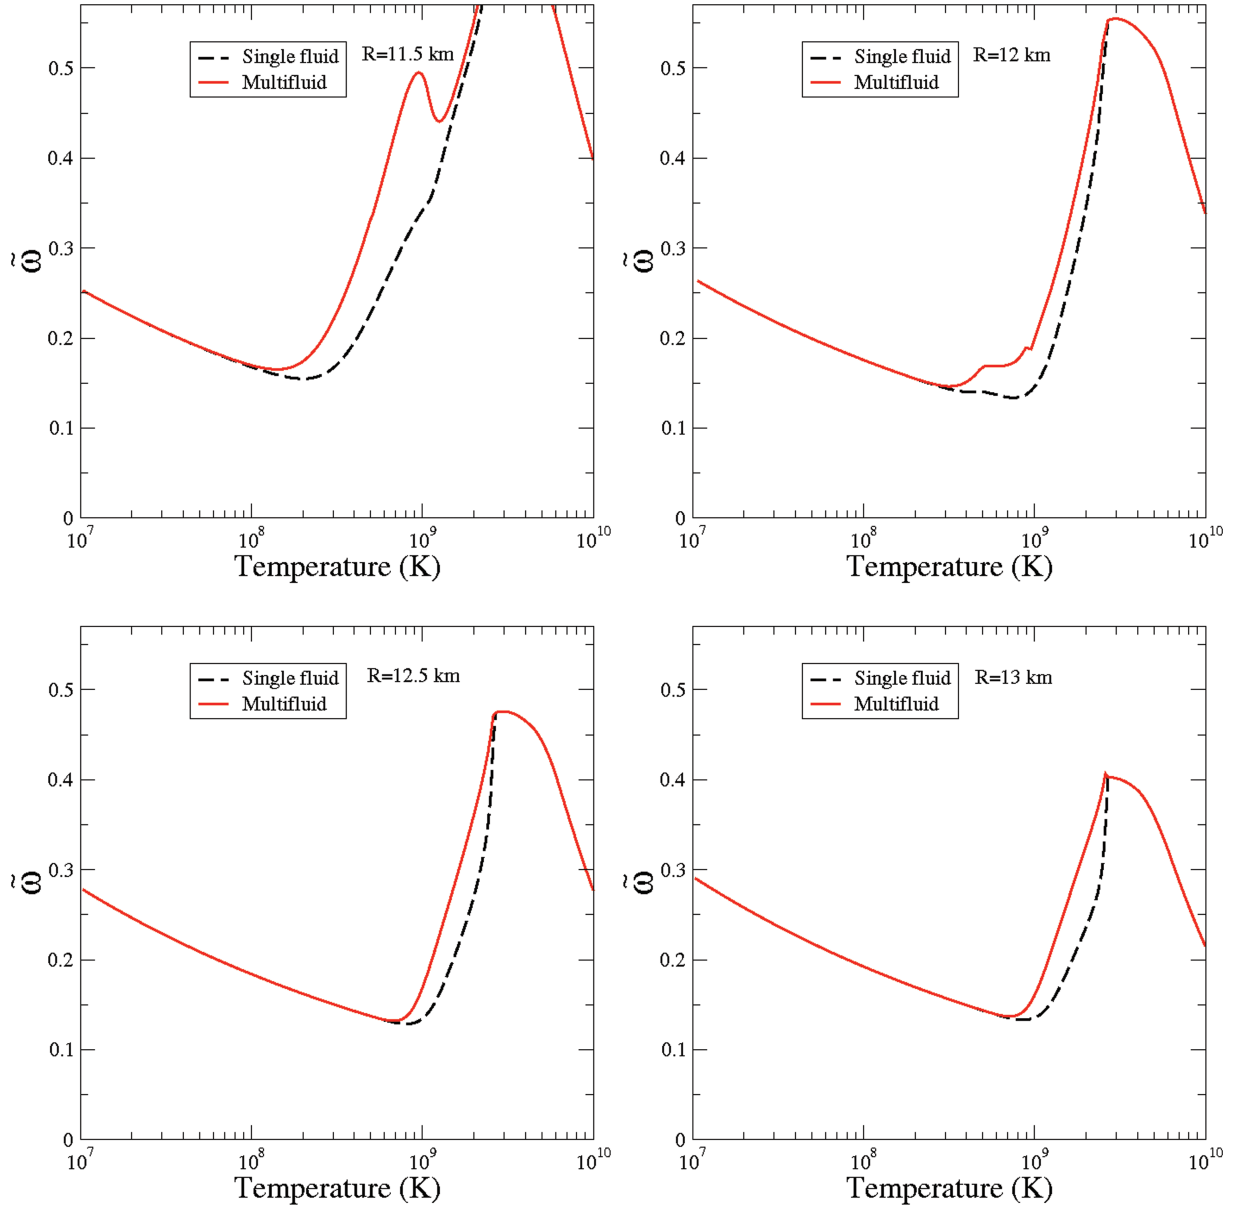 Single fluid
Multifluid
R=11.5 km
0.5
0.4
0.3
0.2
0.1
0
ω̃
10^7 10^8 10^9 10^10
Temperature (K)
Single fluid
Multifluid
R=12 km
0.5
0.4
0.3
0.2
0.1
0
ω̃
10^7 10^8 10^9 10^10
Temperature (K)
Single fluid
Multifluid
R=12.5 km
0.5
0.4
0.3
0.2
0.1
0
ω̃
10^7 10^8 10^9 10^10
Temperature (K)
Single fluid
Multifluid
R=13 km
0.5
0.4
0.3
0.2
0.1
0
ω̃
10^7 10^8 10^9 10^10
Temperature (K)